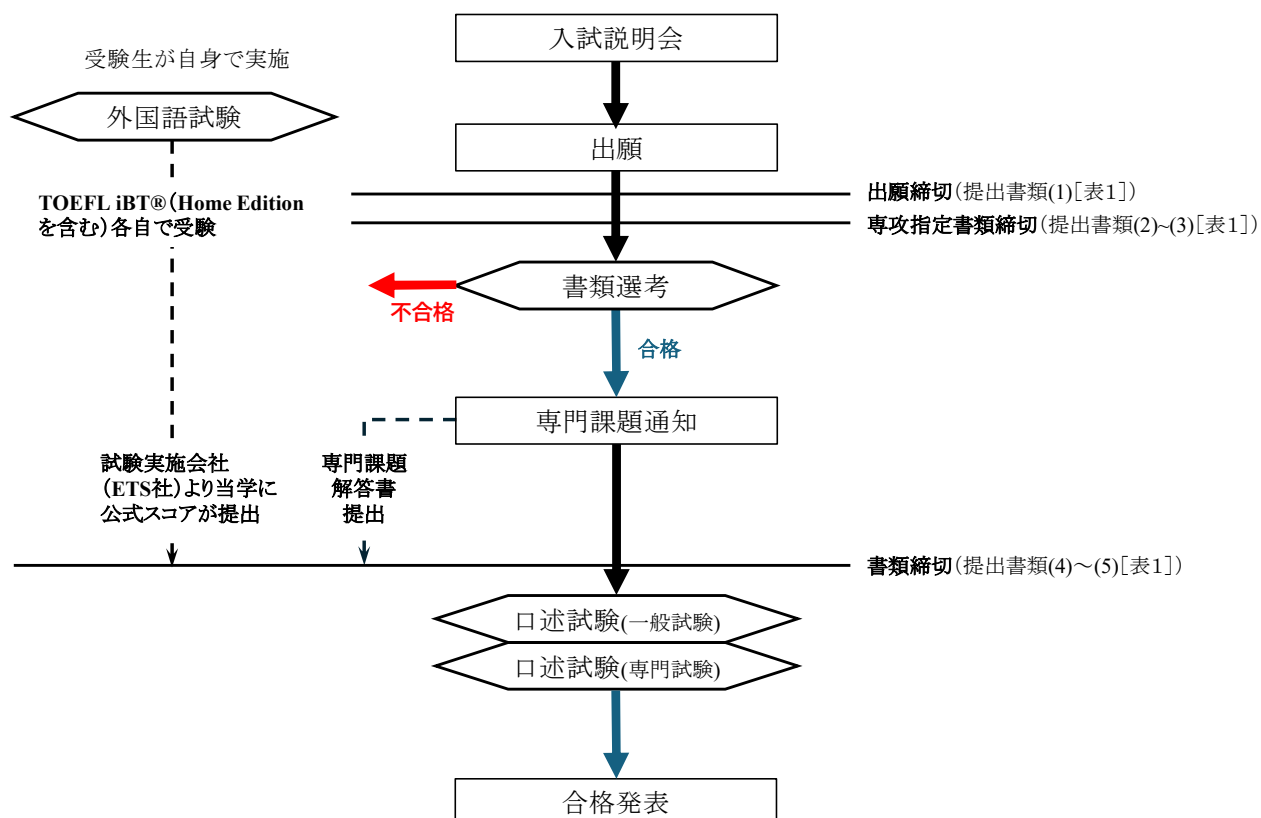 入試説明会
受験生が自身で実施
外国語試験
出願
TOEFL iBT®(Home Edition
を含む)各自で受験
出願締切(提出書類(1)[表1])
専攻指定書類締切(提出書類(2)~(3)[表1])
書類選考
不合格
合格
専門課題通知
試験実施会社
(ETS社)より当学に
公式スコアが提出
専門課題
解答書
提出
書類締切(提出書類(4)～(5)[表1])
口述試験(一般試験)
口述試験(専門試験)
合格発表